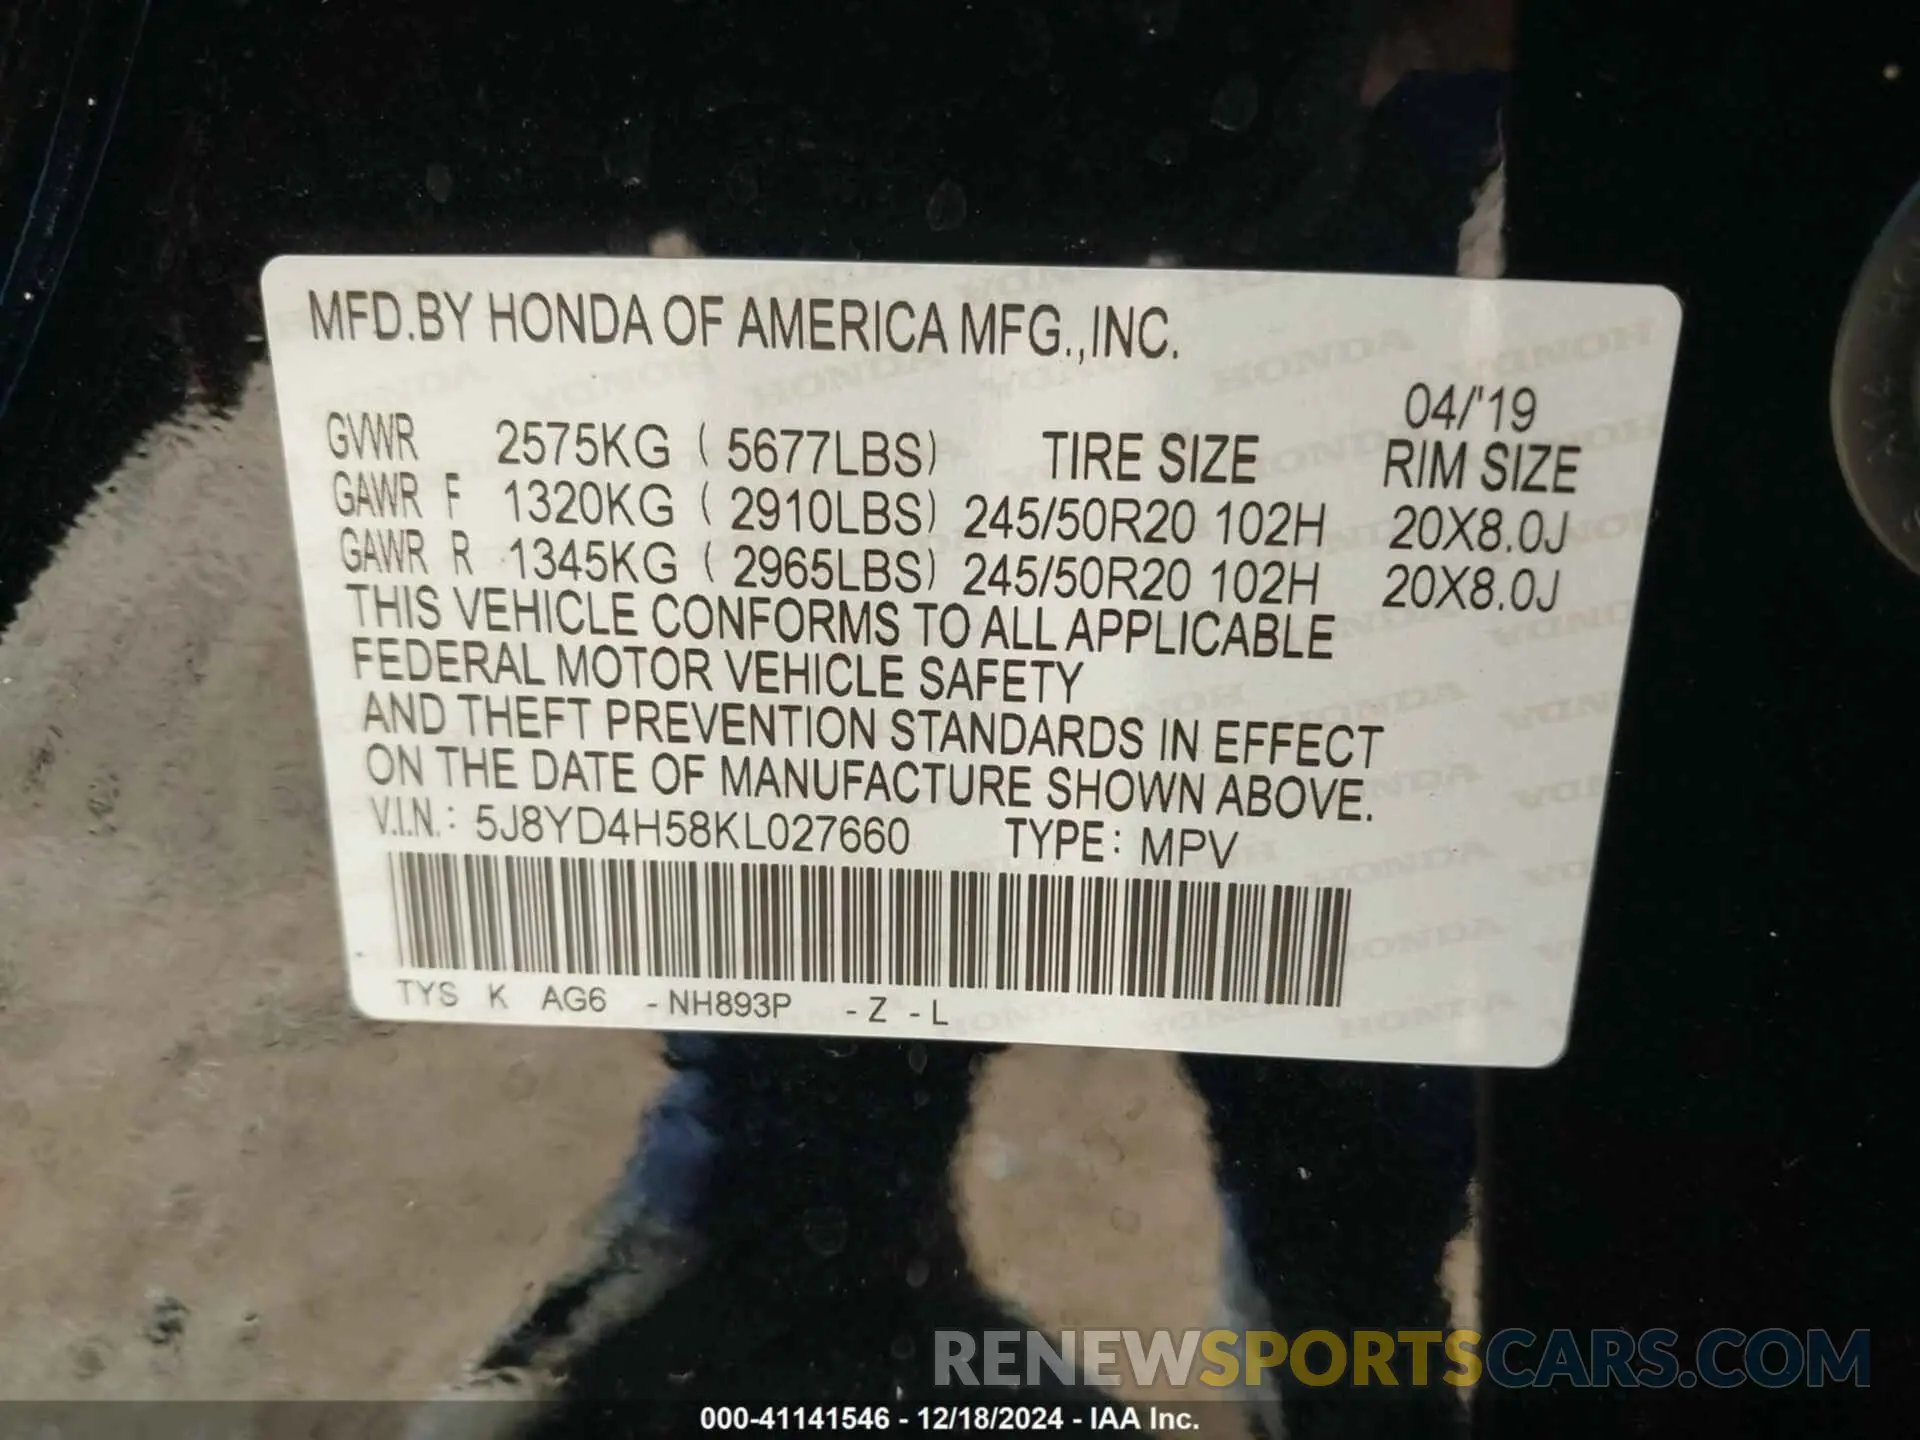 MFD.BY HONDA OF AMERICA MFG.,INC.
04/'19
GVWR 2575KG ( 5677LBS) TIRE SIZE RIM SIZE
GAWR F 1320KG ( 2910LBS) 245/50R20 102H 20X8.0J
GAWR R 1345KG ( 2965LBS) 245/50R20 102H 20X8.0J
THIS VEHICLE CONFORMS TO ALL APPLICABLE
FEDERAL MOTOR VEHICLE SAFETY
AND THEFT PREVENTION STANDARDS IN EFFECT
ON THE DATE OF MANUFACTURE SHOWN ABOVE.
V.I.N.: 5J8YD4H58KL027660 TYPE: MPV
TYS K AG6 -NH893P -Z -L
RENEWSPORTSCARS.COM
000-41141546 - 12/18/2024 - IAA Inc.